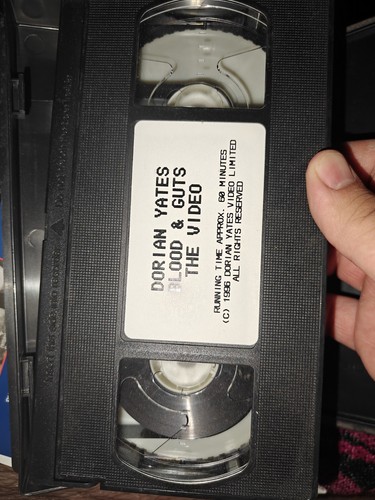 DORIAN YATES
BLOOD & GUTS
THE VIDEO
RUNNING TIME APPROX. 60 MINUTES
(C) 1996 DORIAN YATES VIDEO LIMITED
ALL RIGHTS RESERVED